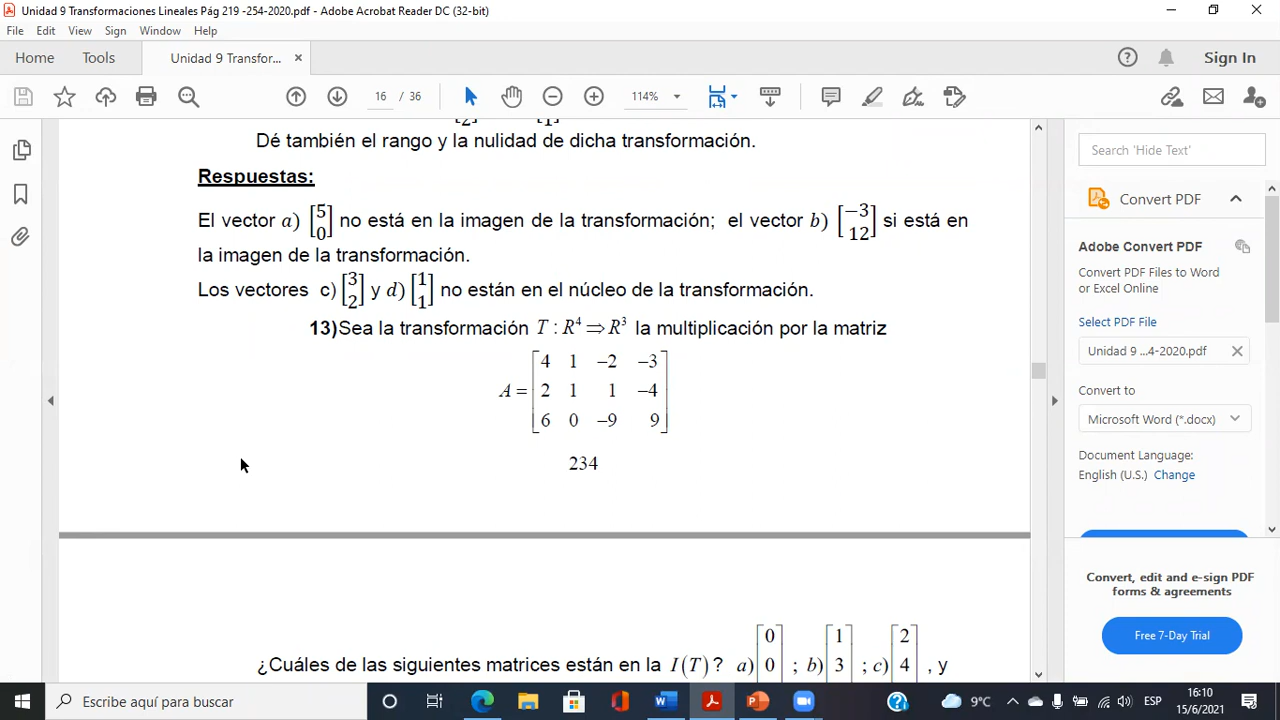 Unidad 9 Transformaciones Lineales Pág 219 -254-2020.pdf - Adobe Acrobat Reader DC (32-bit)
File Edit View Sign Window Help
Home Tools Unidad 9 Transfor... × Sign In
16 / 36 114%
Dé también el rango y la nulidad de dicha transformación.
Respuestas:
El vector a) [5 0] no está en la imagen de la transformación; el vector b) [−3 12] si está en
la imagen de la transformación.
Los vectores c) [3 2] y d) [1 1] no están en el núcleo de la transformación.
13)Sea la transformación T : R⁴ ⇒ R³ la multiplicación por la matriz
4 1 −2 −3
A = 2 1 1 −4
6 0 −9 9
234
¿Cuáles de las siguientes matrices están en la I(T)? a) [0 0 ; b) [1 3 ; c) [2 4 , y
Search 'Hide Text'
Convert PDF
Adobe Convert PDF
Convert PDF Files to Word
or Excel Online
Select PDF File
Unidad 9 ...4-2020.pdf ×
Convert to
Microsoft Word (*.docx)
Document Language:
English (U.S.) Change
Convert, edit and e-sign PDF
forms & agreements
Free 7-Day Trial
Escribe aquí para buscar
9°C ESP
16:10
15/6/2021